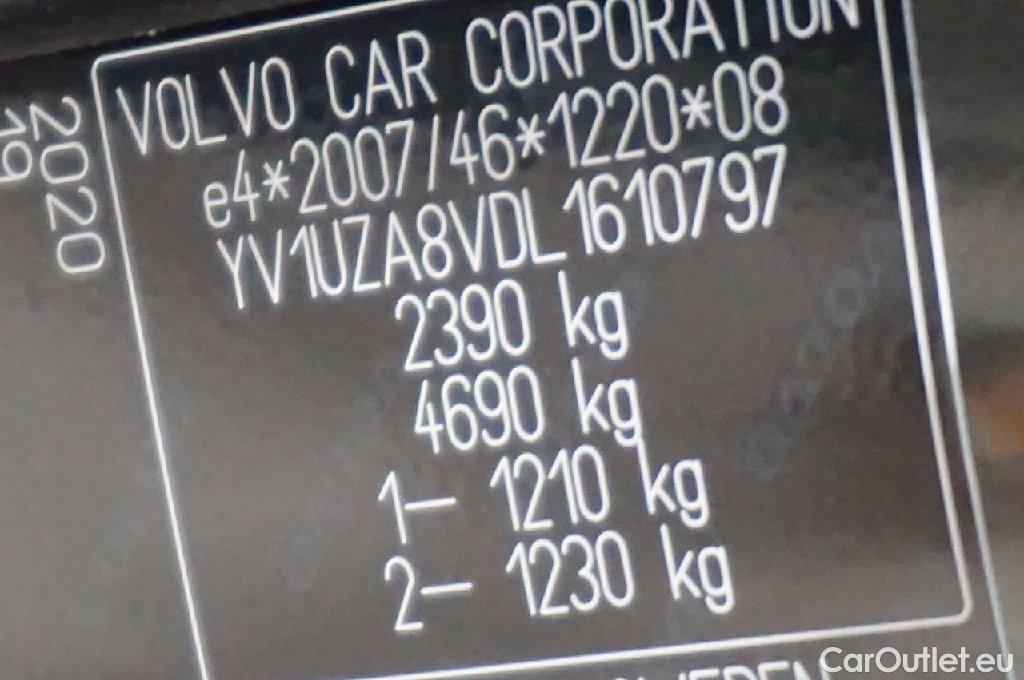 VOLVO CAR CORPORATION
e4*2007/46*1220*08
YV1UZA8VDL1610797
2390 kg
4690 kg
1– 1210 kg
2– 1230 kg
2020
19
CarOutlet.eu